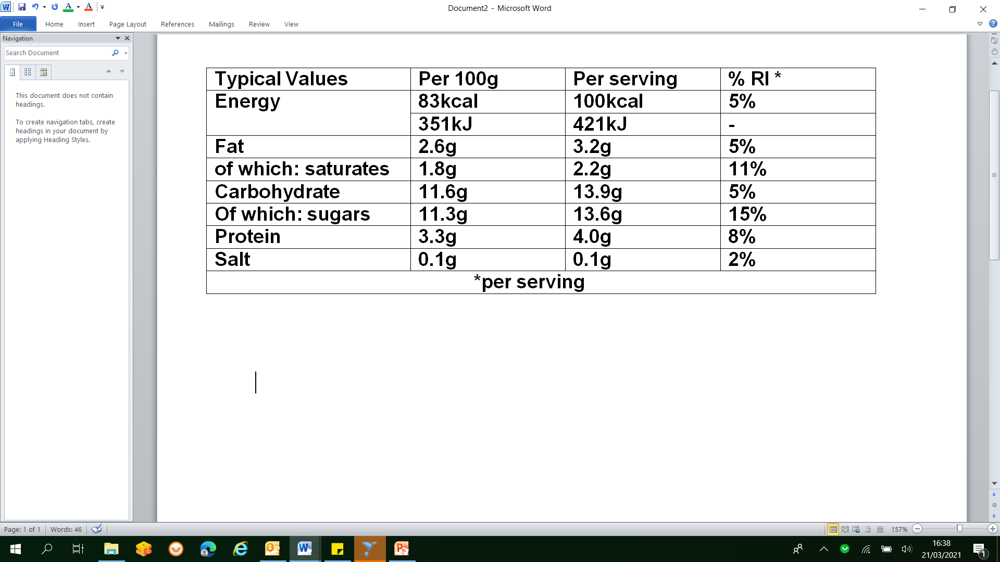 Document2 - Microsoft Word
File Home Insert Page Layout References Mailings Review View
Navigation
Search Document
This document does not contain
headings.
To create navigation tabs, create
headings in your document by
applying Heading Styles.
Typical Values Per 100g Per serving % RI *
Energy 83kcal 100kcal 5%
351kJ 421kJ -
Fat 2.6g 3.2g 5%
of which: saturates 1.8g 2.2g 11%
Carbohydrate 11.6g 13.9g 5%
Of which: sugars 11.3g 13.6g 15%
Protein 3.3g 4.0g 8%
Salt 0.1g 0.1g 2%
*per serving
Page: 1 of 1 Words: 46 157%
16:38
21/03/2021
1